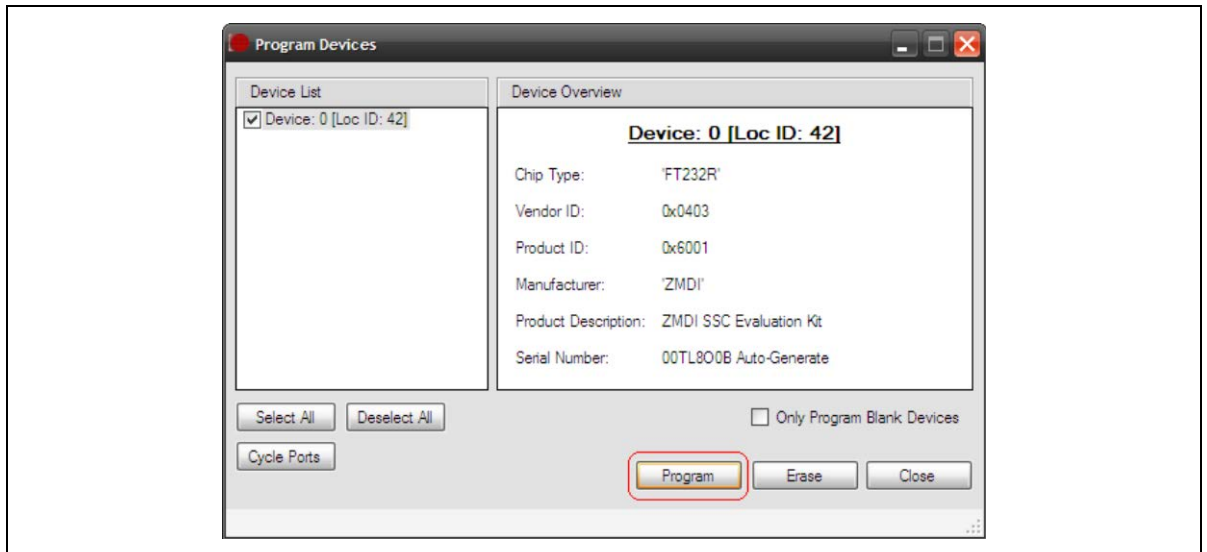 Program Devices
Device List
Device: 0 [Loc ID: 42]
Device Overview
Device: 0 [Loc ID: 42]
Chip Type: 'FT232R'
Vendor ID: 0x0403
Product ID: 0x6001
Manufacturer: 'ZMDI'
Product Description: ZMDI SSC Evaluation Kit
Serial Number: 00TL8O0B Auto-Generate
Select All Deselect All
Only Program Blank Devices
Cycle Ports
Program Erase Close